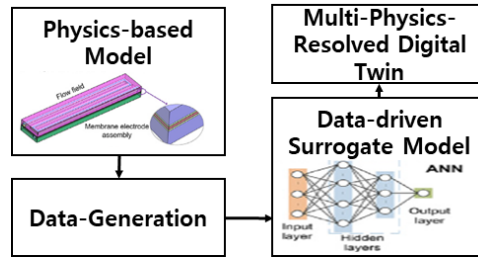 Physics-based
Model
Flow field
Membrane electrode
assembly
Data-Generation
Multi-Physics-
Resolved Digital
Twin
Data-driven
Surrogate Model
ANN
Input
layer
Hidden
layers
Output
layer